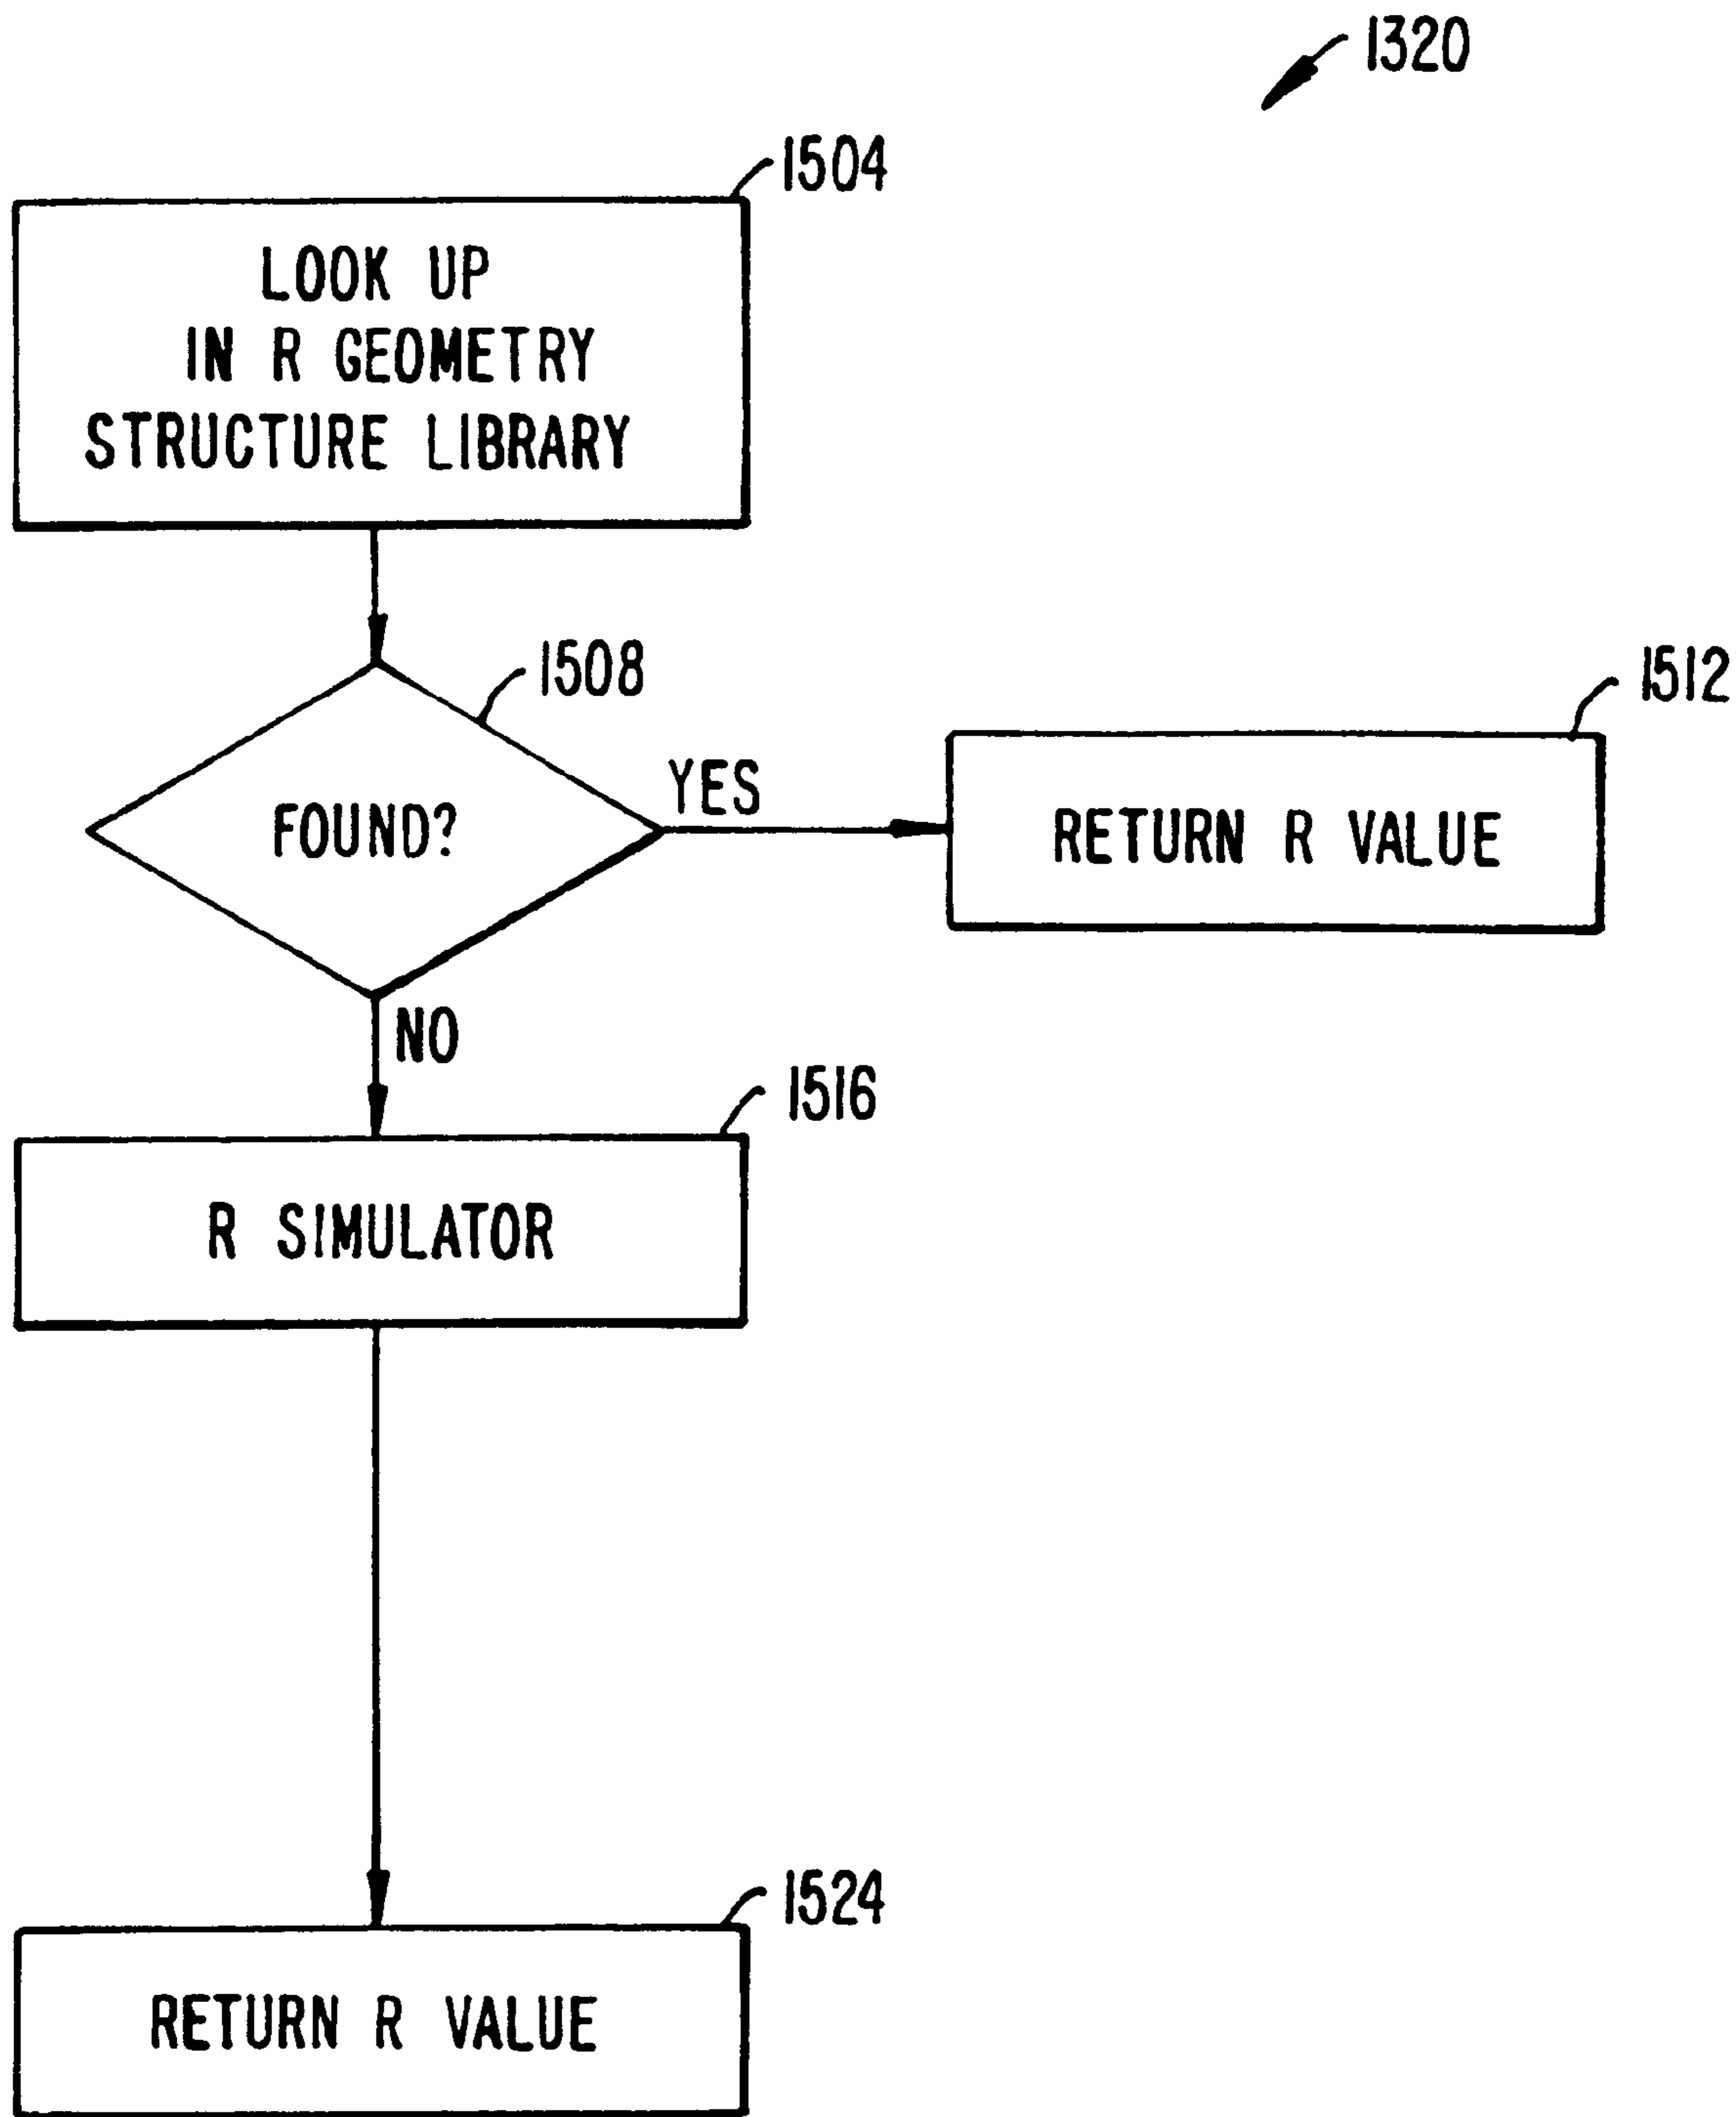 1320
1504
LOOK UP
IN R GEOMETRY
STRUCTURE LIBRARY
1508
FOUND?
YES
1512
RETURN R VALUE
NO
1516
R SIMULATOR
1524
RETURN R VALUE